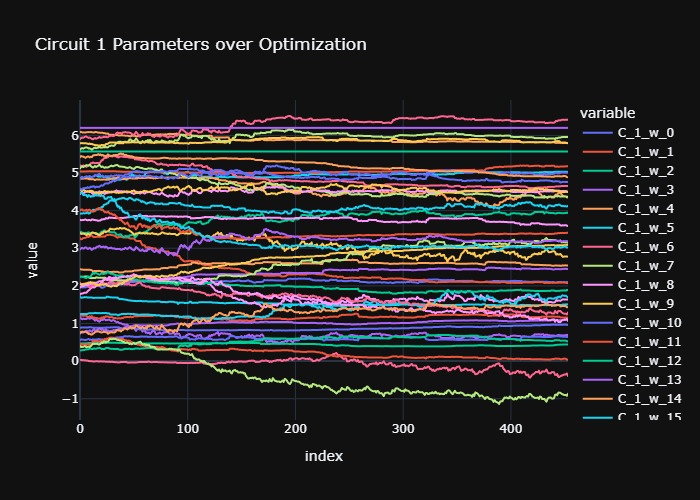 Circuit 1 Parameters over Optimization
variable
C_1_w_0
C_1_w_1
C_1_w_2
C_1_w_3
C_1_w_4
C_1_w_5
C_1_w_6
C_1_w_7
C_1_w_8
C_1_w_9
C_1_w_10
C_1_w_11
C_1_w_12
C_1_w_13
C_1_w_14
C_1_w_15
6
5
4
3
2
1
0
−1
value
0
100
200
300
400
index